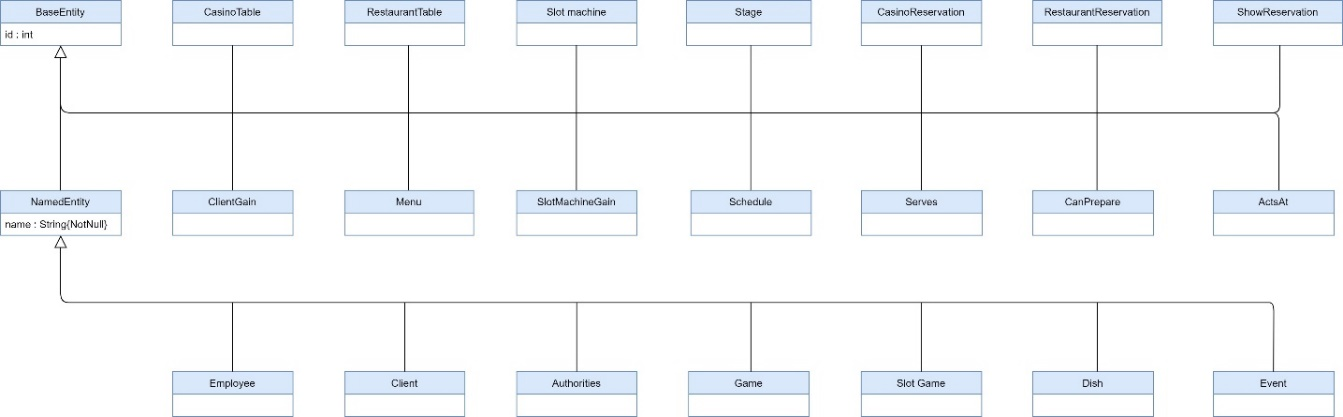 BaseEntity
id : int
CasinoTable
RestaurantTable
Slot machine
Stage
CasinoReservation
RestaurantReservation
ShowReservation
NamedEntity
name : String{NotNull}
ClientGain
Menu
SlotMachineGain
Schedule
Serves
CanPrepare
ActsAt
Employee
Client
Authorities
Game
Slot Game
Dish
Event